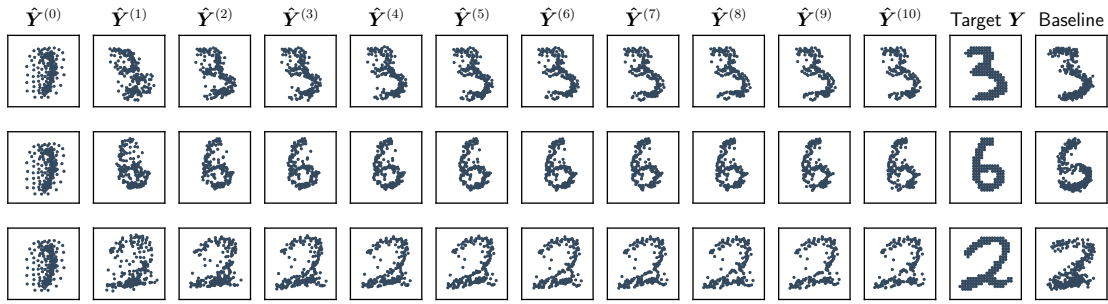 Ŷ⁽⁰⁾ Ŷ⁽¹⁾ Ŷ⁽²⁾ Ŷ⁽³⁾ Ŷ⁽⁴⁾ Ŷ⁽⁵⁾ Ŷ⁽⁶⁾ Ŷ⁽⁷⁾ Ŷ⁽⁸⁾ Ŷ⁽⁹⁾ Ŷ⁽¹⁰⁾ Target Y Baseline